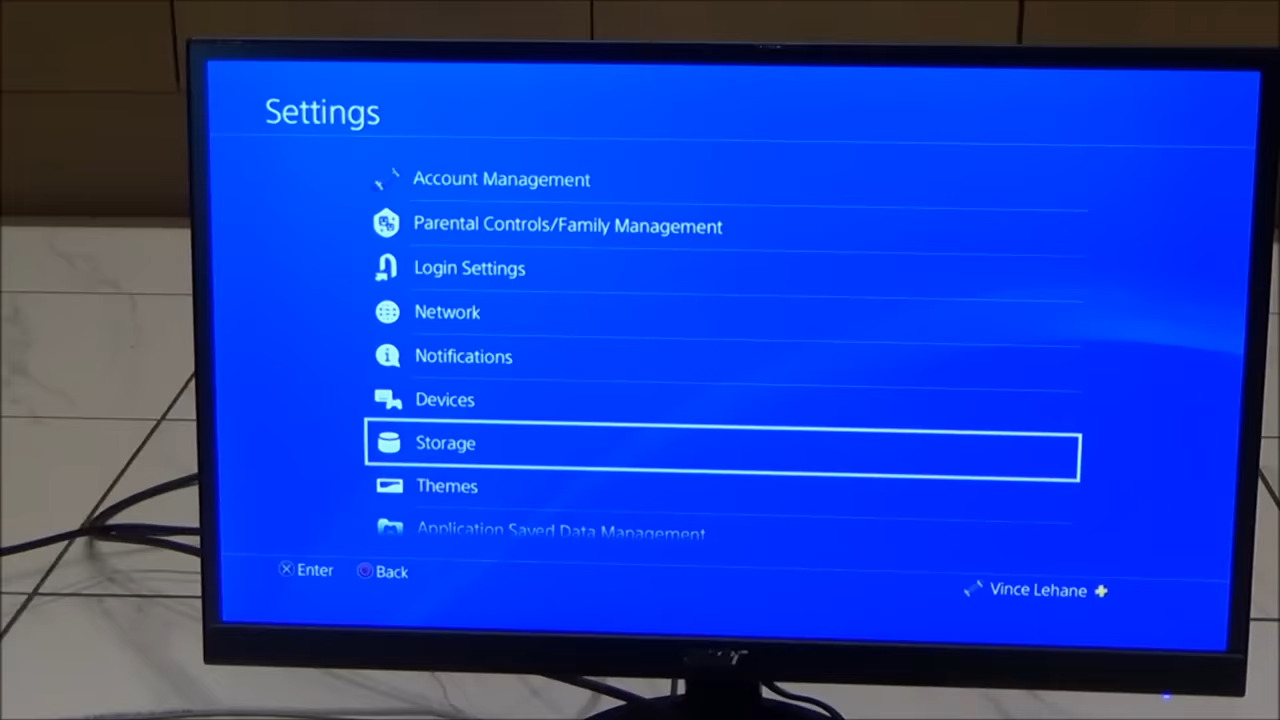 Settings
Account Management
Parental Controls/Family Management
Login Settings
Network
Notifications
Devices
Storage
Themes
Application Saved Data Management
Enter
Back
Vince Lehane
acer